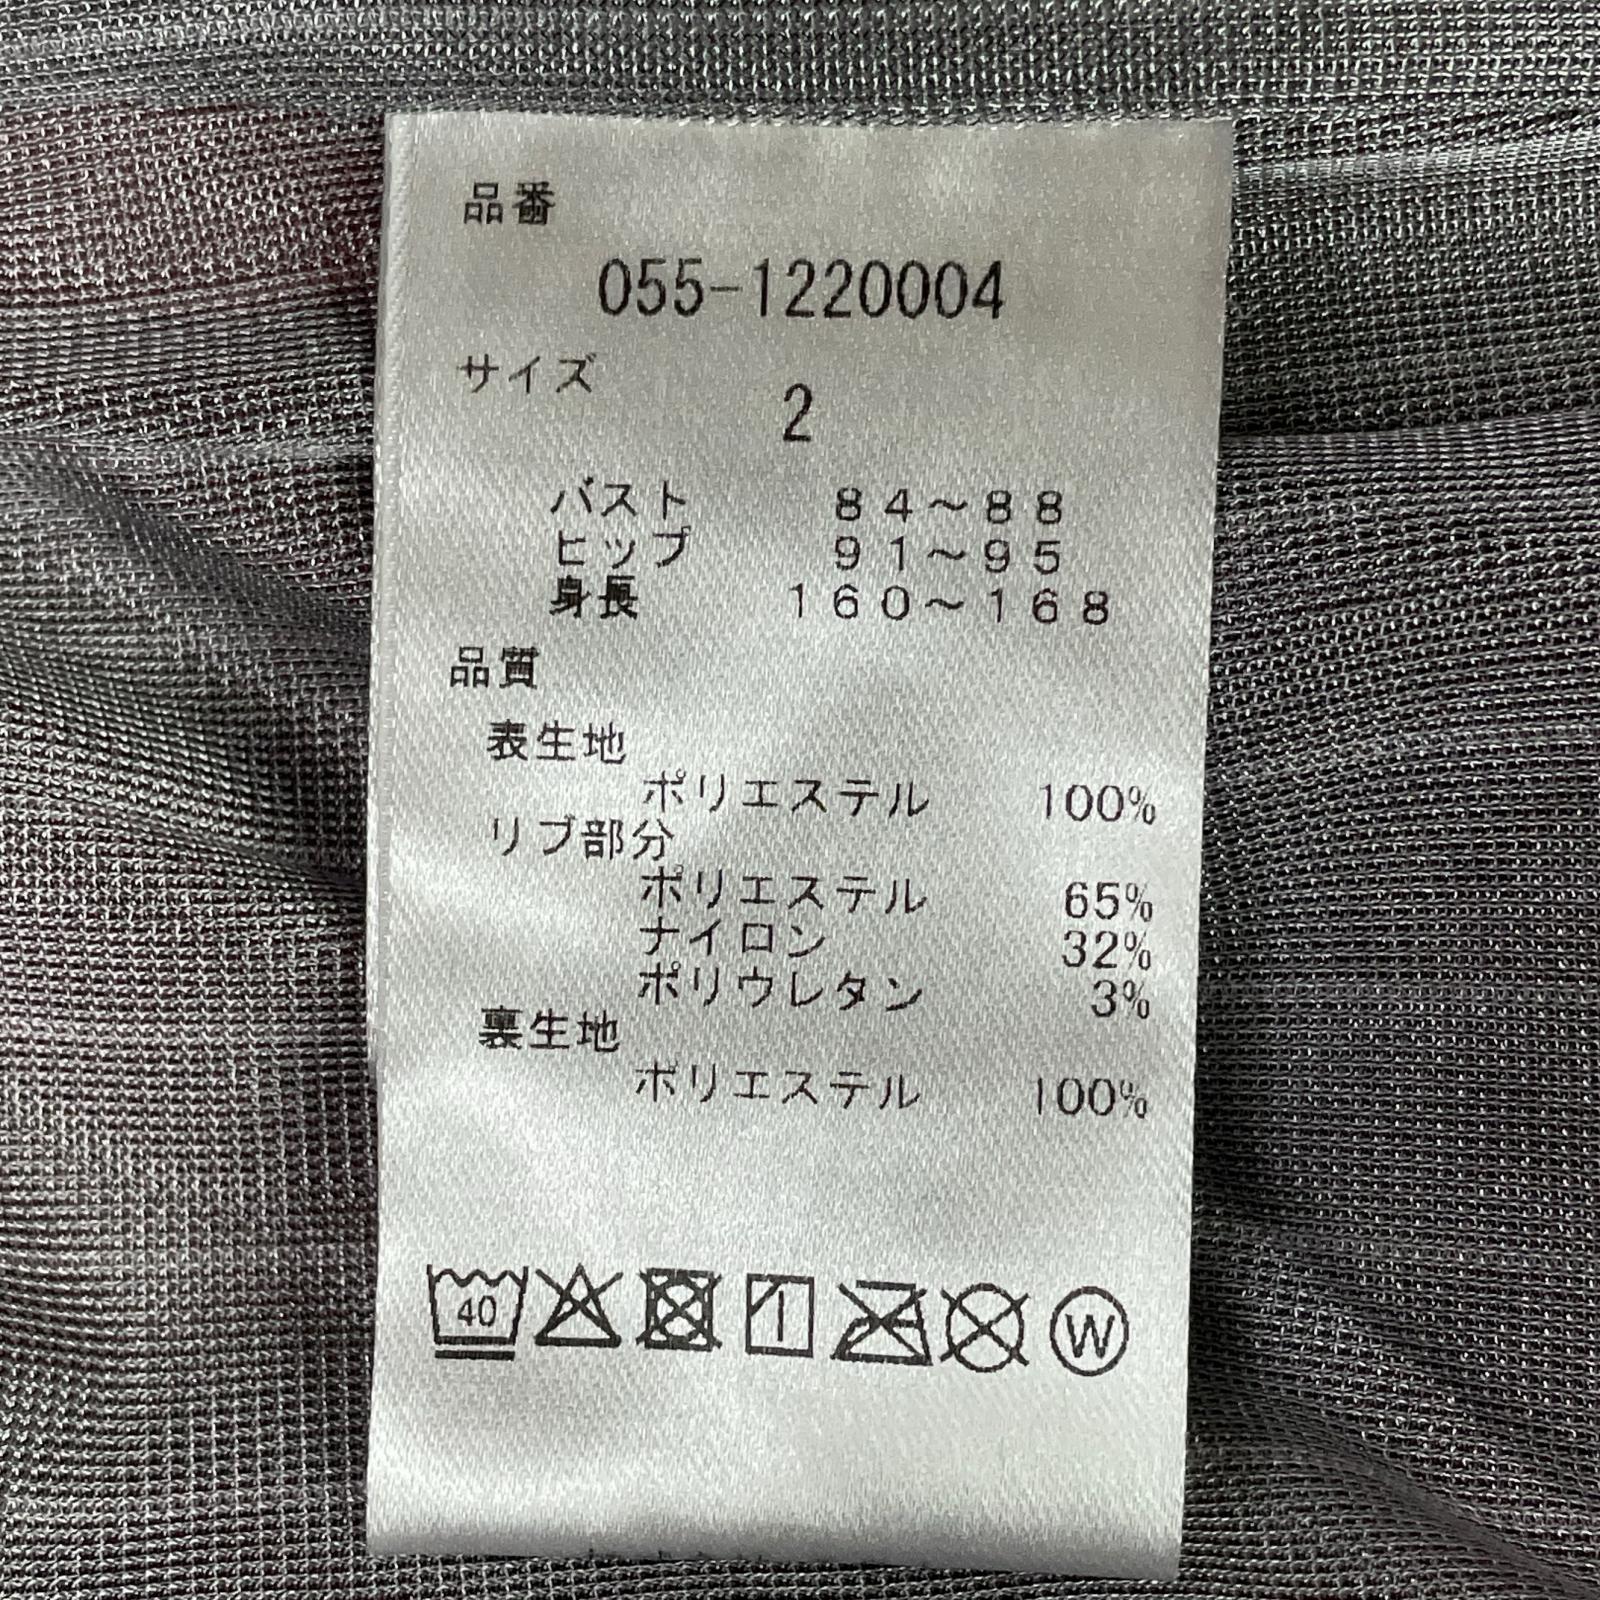 品番
055-1220004
サイズ
2
バスト 84～88
ヒップ 91～95
身長 160～168
品質
表生地
ポリエステル 100%
リブ部分
ポリエステル 65%
ナイロン 32%
ポリウレタン 3%
裏生地
ポリエステル 100%
40 W